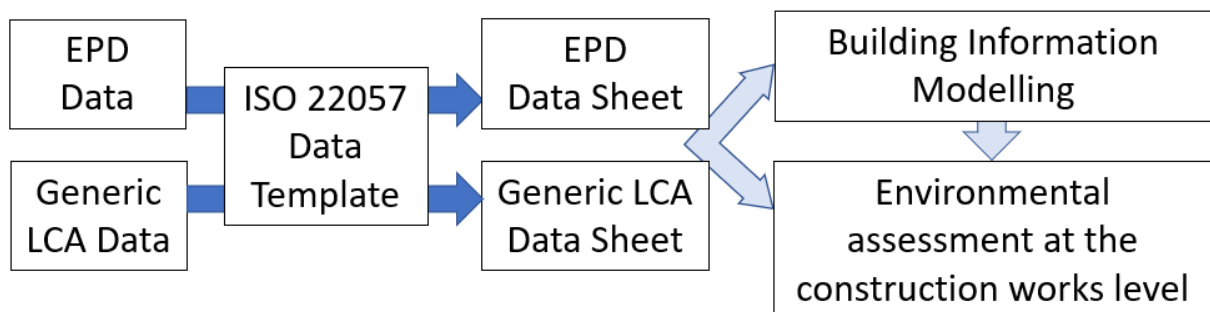 EPD
Data
Generic
LCA Data
ISO 22057
Data
Template
EPD
Data Sheet
Generic LCA
Data Sheet
Building Information
Modelling
Environmental
assessment at the
construction works level